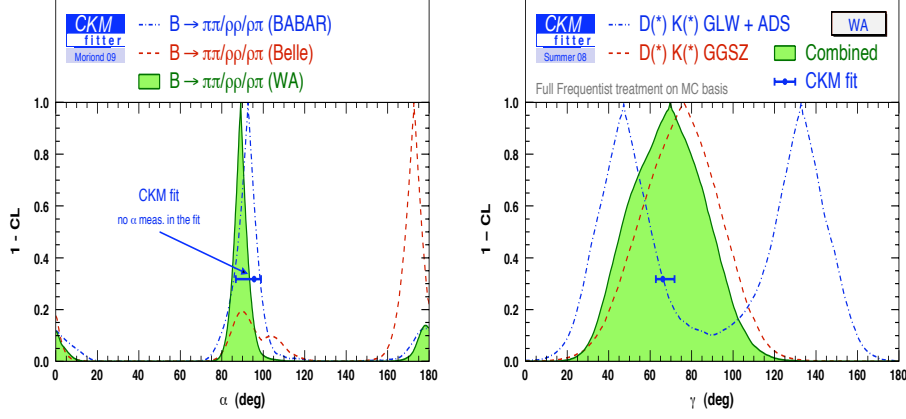 CKM
fitter
Moriond 09
B → ππ/ρρ/ρπ (BABAR)
B → ππ/ρρ/ρπ (Belle)
B → ππ/ρρ/ρπ (WA)
1 - CL
1.0
0.8
0.6
0.4
0.2
0.0
CKM fit
no α meas. in the fit
0 20 40 60 80 100 120 140 160 180
α (deg)
CKM
fitter
Summer 08
D(*) K(*) GLW + ADS
WA
D(*) K(*) GGSZ
Combined
CKM fit
Full Frequentist treatment on MC basis
1 − CL
1.0
0.8
0.6
0.4
0.2
0.0
0 20 40 60 80 100 120 140 160 180
γ (deg)